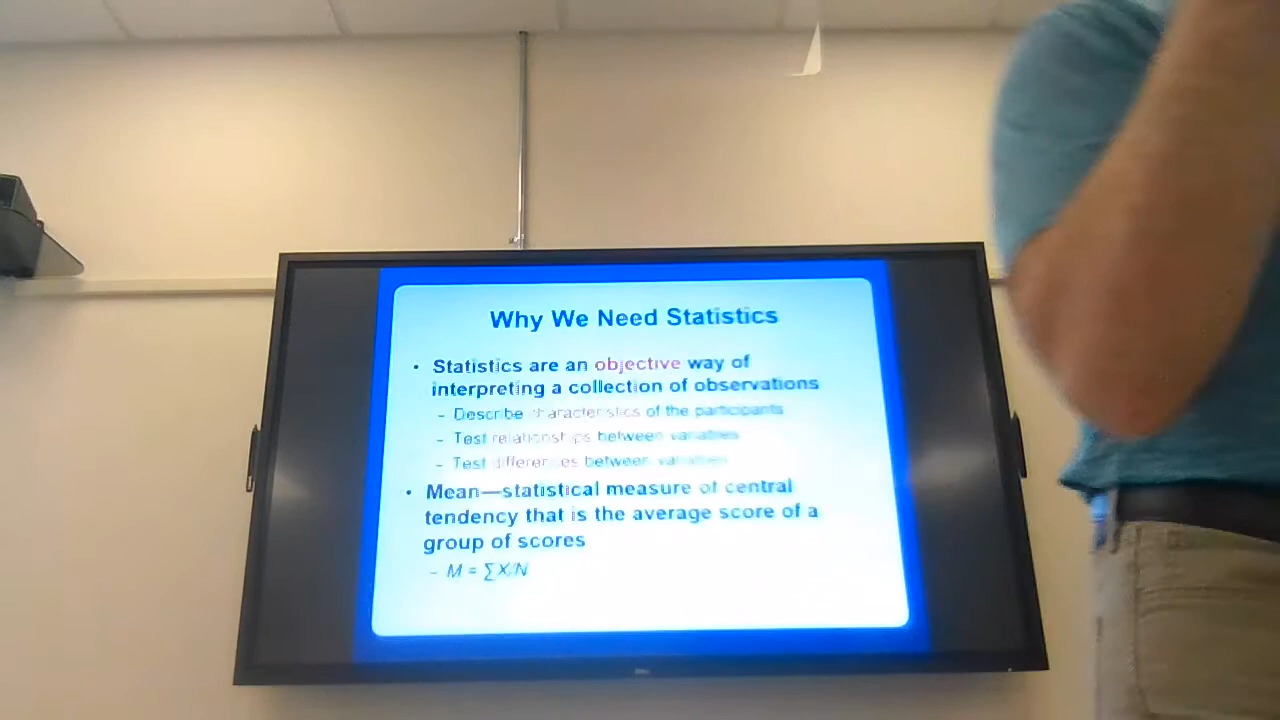 Why We Need Statistics
• Statistics are an objective way of
interpreting a collection of observations
– Describe characteristics of the participants
– Test relationships between variables
– Test differences between variables
• Mean—statistical measure of central
tendency that is the average score of a
group of scores
– M = ∑X/N